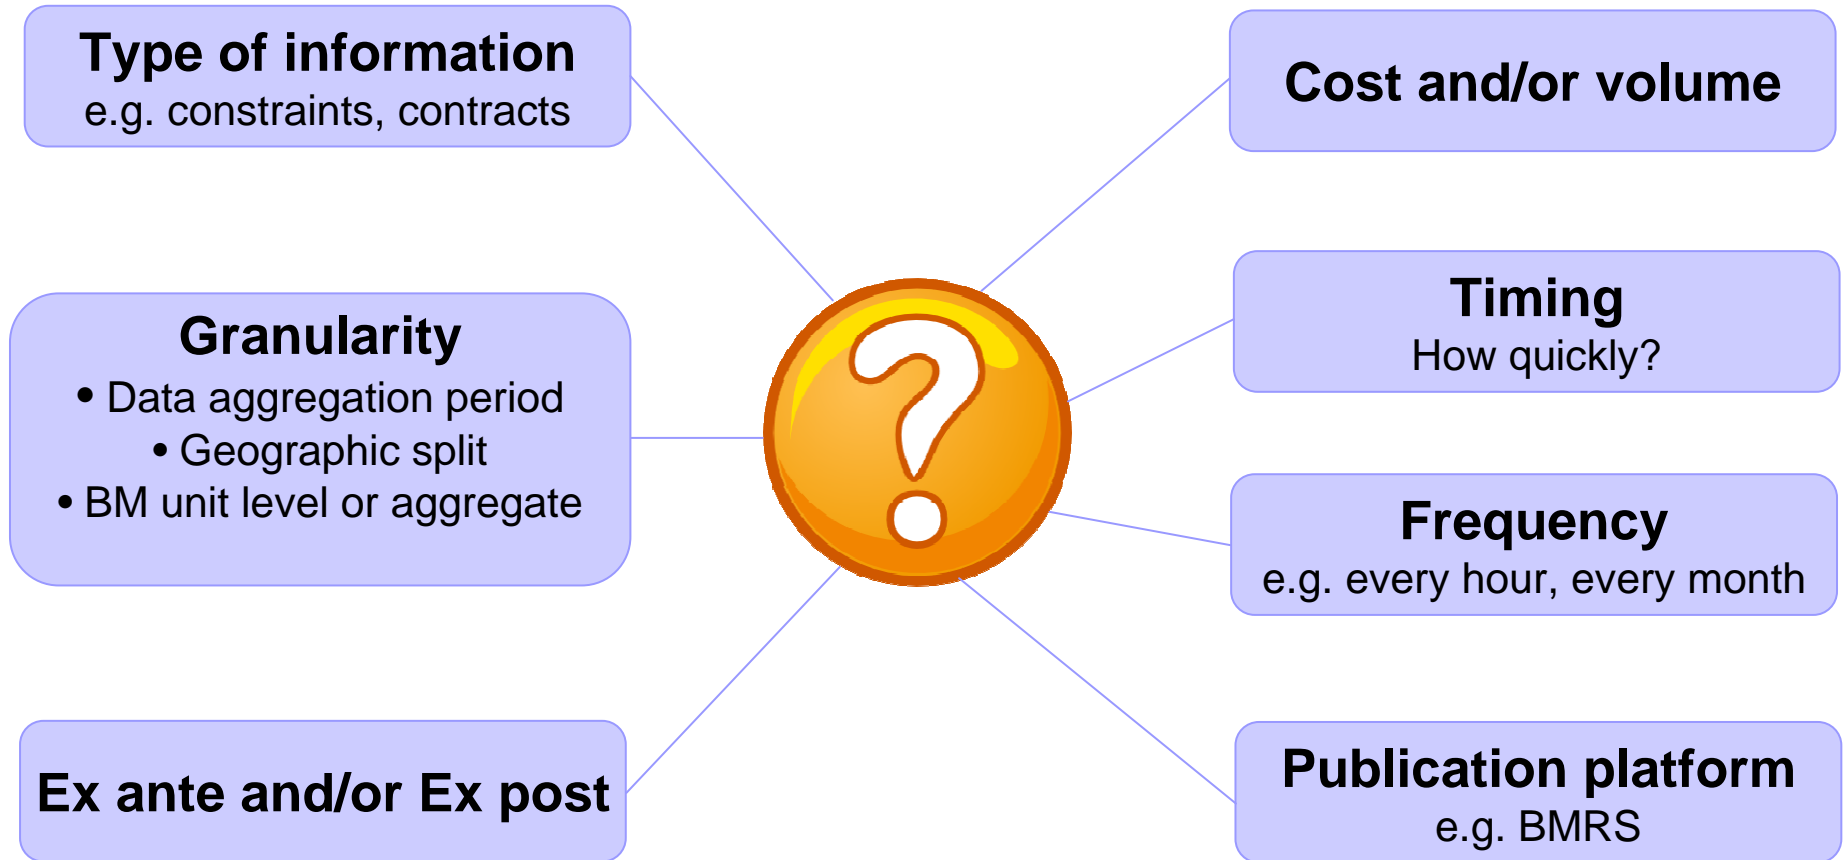 Type of information
e.g. constraints, contracts
Granularity
• Data aggregation period
• Geographic split
• BM unit level or aggregate
Ex ante and/or Ex post
?
Cost and/or volume
Timing
How quickly?
Frequency
e.g. every hour, every month
Publication platform
e.g. BMRS